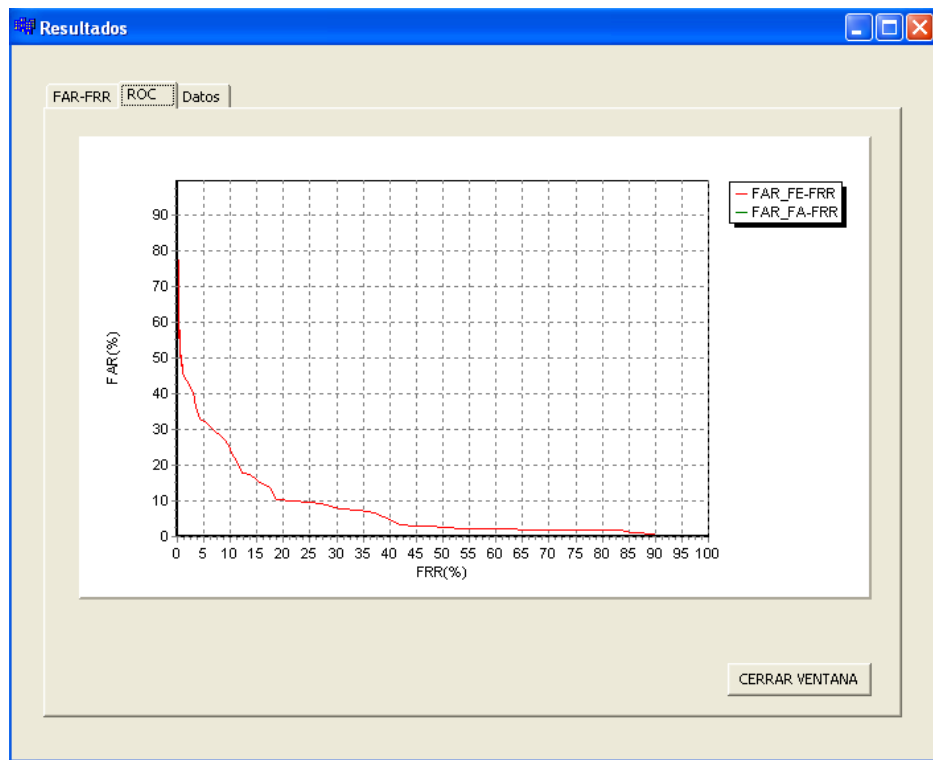 Resultados
FAR-FRR ROC Datos
FAR_FE-FRR
FAR_FA-FRR
90
80
70
60
50
40
30
20
10
0
FAR(%)
0 5 10 15 20 25 30 35 40 45 50 55 60 65 70 75 80 85 90 95 100
FRR(%)
CERRAR VENTANA